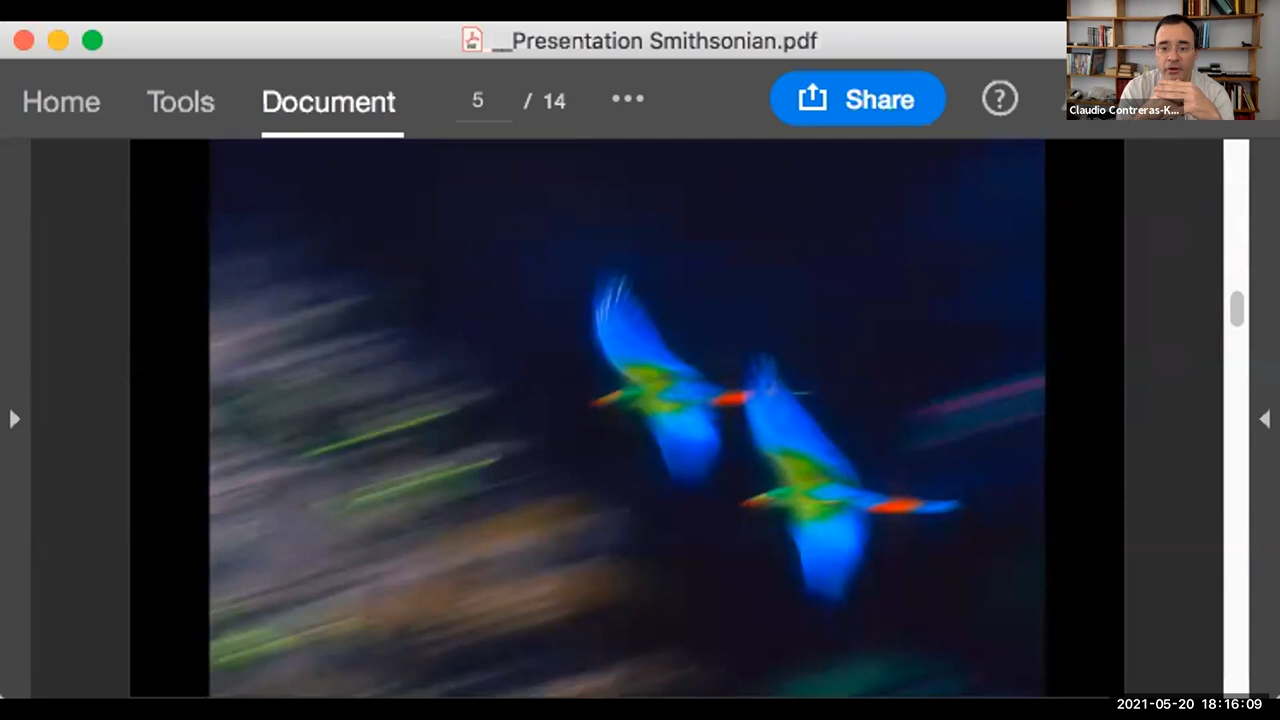 __Presentation Smithsonian.pdf
Home Tools Document 5 / 14 ••• Share ?
Claudio Contreras-K...
2021-05-20 18:16:09